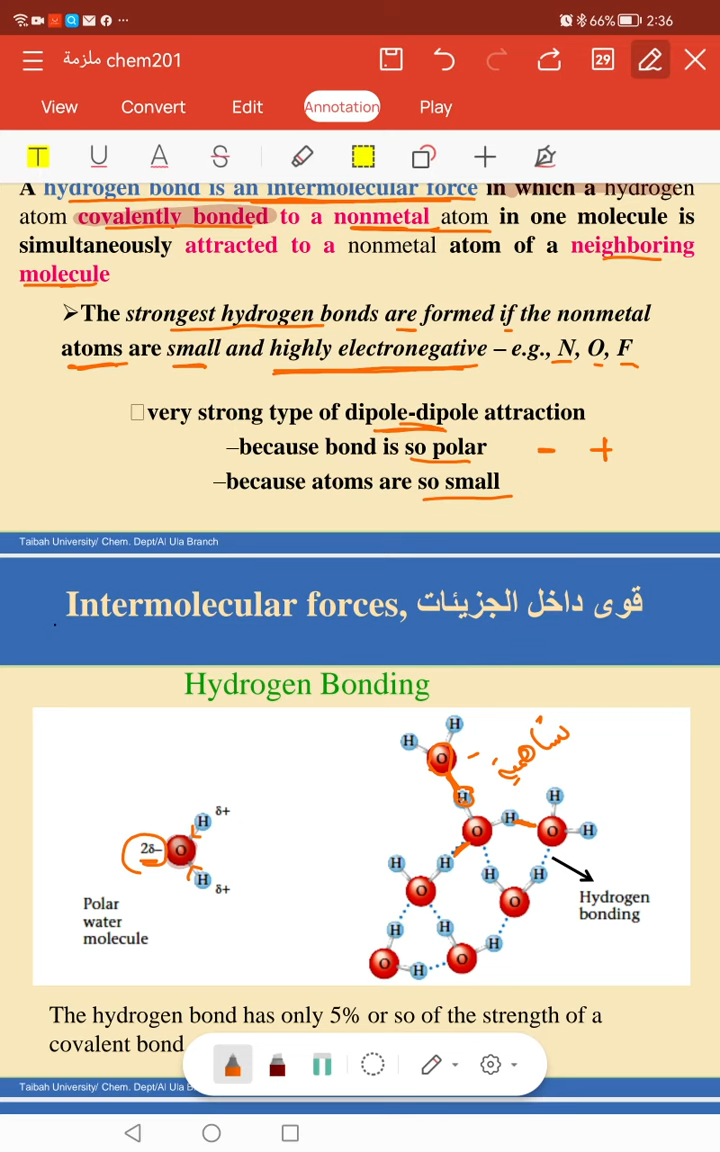 66% 2:36
ملزمة chem201
29
View Convert Edit Annotation Play
T U A S
A hydrogen bond is an intermolecular force in which a hydrogen
atom covalently bonded to a nonmetal atom in one molecule is
simultaneously attracted to a nonmetal atom of a neighboring
molecule
➢The strongest hydrogen bonds are formed if the nonmetal
atoms are small and highly electronegative – e.g., N, O, F
□very strong type of dipole-dipole attraction
–because bond is so polar - +
–because atoms are so small
Taibah University/ Chem. Dept/Al Ula Branch
Intermolecular forces, قوى داخل الجزيئات
Hydrogen Bonding
H
H
O -
H
δ+
H
2δ–
O
H
δ+
Polar
water
molecule
H
O
H
O
H
H
H
H
O
H
H
O
H
H
H
O
H
O
H
Hydrogen
bonding
The hydrogen bond has only 5% or so of the strength of a
covalent bond
Taibah University/ Chem. Dept/Al Ula B